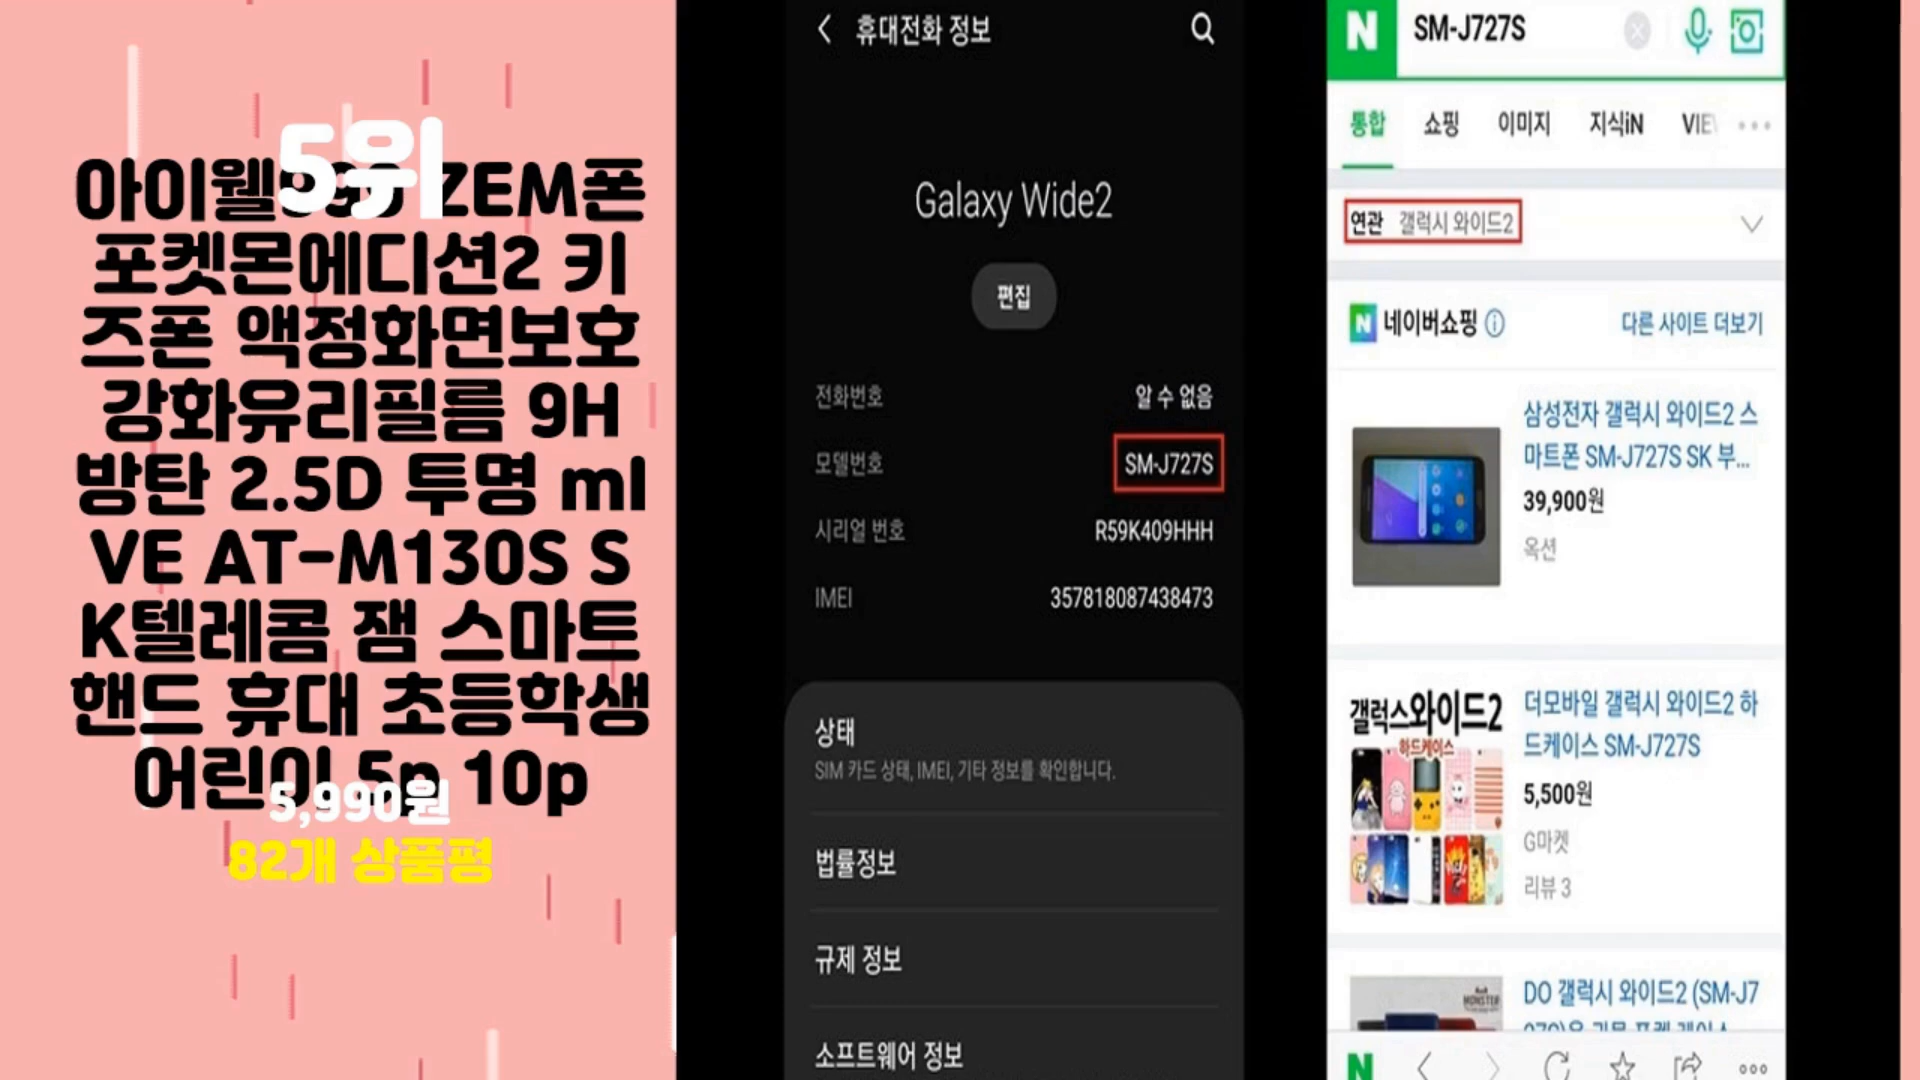 5위
아이웰 ZEM폰
포켓몬에디션2 키
즈폰 액정화면보호
강화유리필름 9H
방탄 2.5D 투명 mI
VE AT-M130S S
K텔레콤 잼 스마트
핸드 휴대 초등학생
어린이 5p 10p
5,990원
82개 상품평
휴대전화 정보
Galaxy Wide2
편집
전화번호 알 수 없음
모델번호 SM-J727S
시리얼 번호 R59K409HHH
IMEI 357818087438473
상태
SIM 카드 상태, IMEI, 기타 정보를 확인합니다.
법률정보
규제 정보
소프트웨어 정보
N SM-J727S
통합 쇼핑 이미지 지식iN VIE
연관 갤럭시 와이드2
N 네이버쇼핑 다른 사이트 더보기
삼성전자 갤럭시 와이드2 스
마트폰 SM-J727S SK 부...
39,900원
옥션
갤럭스와이드2
하드케이스
더모바일 갤럭시 와이드2 하
드케이스 SM-J727S
5,500원
G마켓
리뷰 3
MONSTER
DO 갤럭시 와이드2 (SM-J7
N